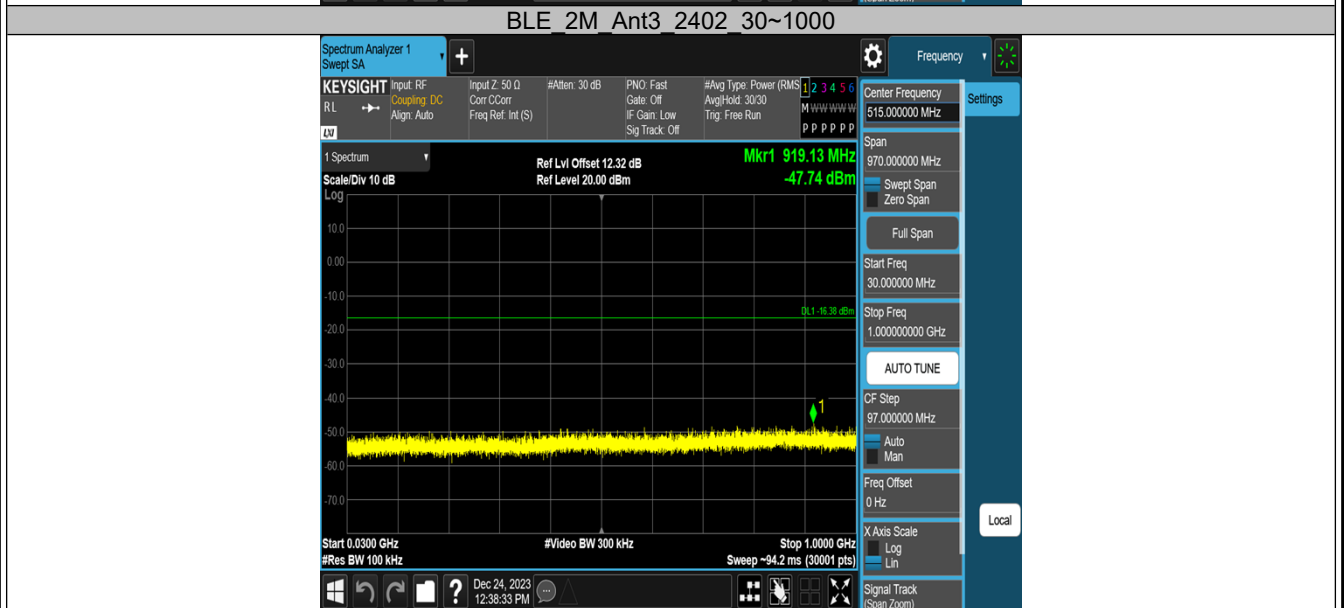 (Span Zoom)
BLE_2M_Ant3_2402_30~1000
Spectrum Analyzer 1
Swept SA
+
Frequency
KEYSIGHT
Input: RF
Input Z: 50 Ω
#Atten: 30 dB
PNO: Fast
#Avg Type: Power (RMS
1 2 3 4 5 6
RL
Coupling: DC
Corr CCorr
Gate: Off
Avg|Hold: 30/30
M W W W W W
Align: Auto
Freq Ref: Int (S)
IF Gain: Low
Trig: Free Run
Sig Track: Off
P P P P P P
LXI
Center Frequency
515.000000 MHz
Settings
1 Spectrum
Ref Lvl Offset 12.32 dB
Mkr1 919.13 MHz
Scale/Div 10 dB
Ref Level 20.00 dBm
-47.74 dBm
Log
10.0
0.00
-10.0
DL1 -16.38 dBm
-20.0
-30.0
-40.0
1
-50.0
-60.0
-70.0
Start 0.0300 GHz
#Video BW 300 kHz
Stop 1.0000 GHz
#Res BW 100 kHz
Sweep ~94.2 ms (30001 pts)
Span
970.000000 MHz
Swept Span
Zero Span
Full Span
Start Freq
30.000000 MHz
Stop Freq
1.000000000 GHz
AUTO TUNE
CF Step
97.000000 MHz
Auto
Man
Freq Offset
0 Hz
X Axis Scale
Log
Lin
Local
Signal Track
(Span Zoom)
?
Dec 24, 2023
12:38:33 PM